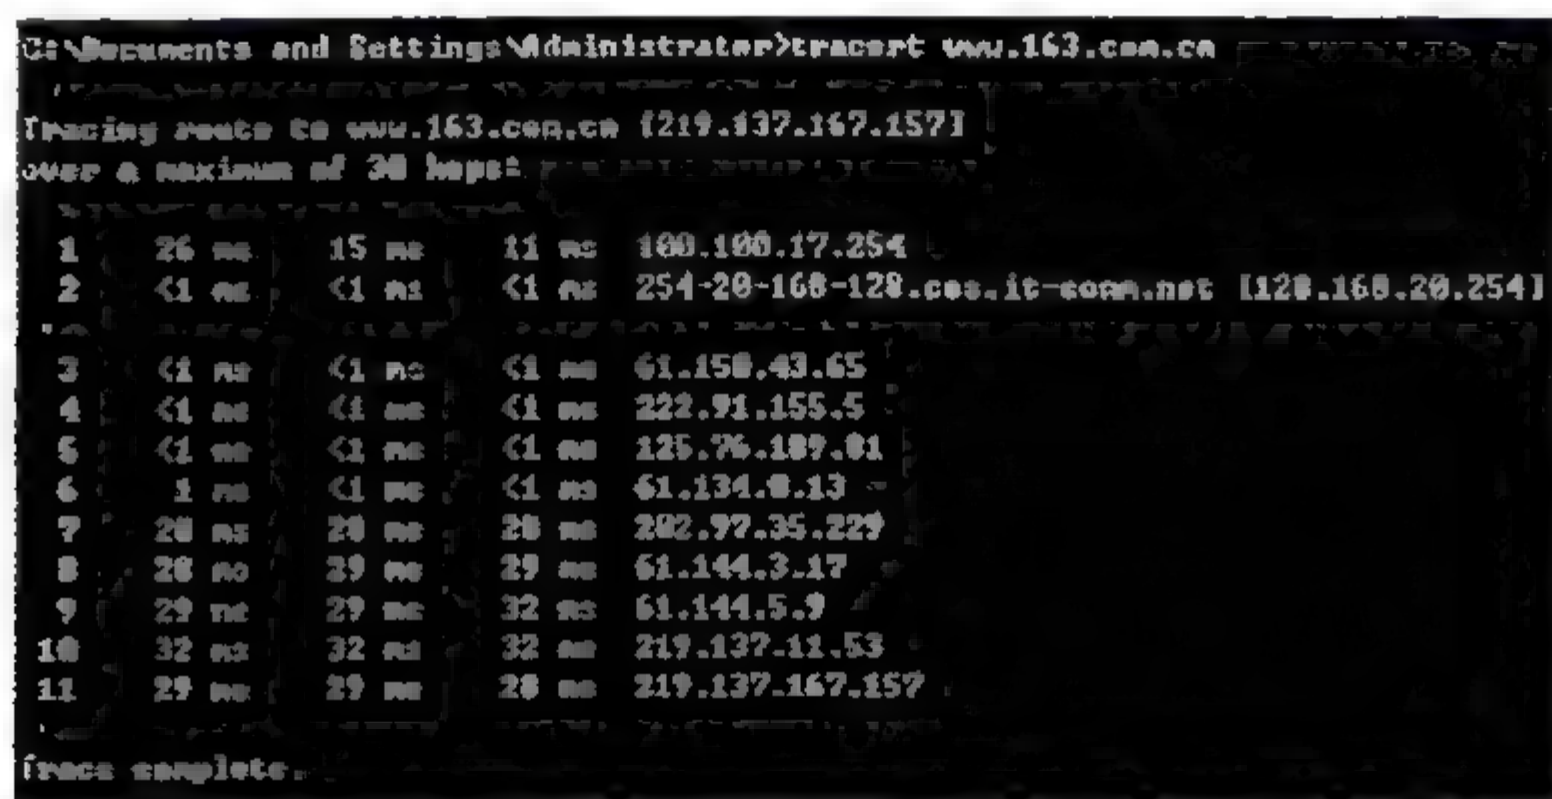 C:\Documents and Settings\Administrator>tracert www.163.com.cn
Tracing route to www.163.com.cn [219.137.167.157]
over a maximum of 30 hops:
1 26 ms 15 ms 11 ms 100.100.17.254
2 <1 ms <1 ms <1 ms 254-20-168-128.cos.it-comm.net [128.168.20.254]
3 <1 ms <1 ms <1 ms 61.150.43.65
4 <1 ms <1 ms <1 ms 222.91.155.5
5 <1 ms <1 ms <1 ms 125.76.189.81
6 1 ms <1 ms <1 ms 61.134.0.13
7 28 ms 28 ms 28 ms 202.97.35.229
8 28 ms 29 ms 29 ms 61.144.3.17
9 29 ms 29 ms 32 ms 61.144.5.9
10 32 ms 32 ms 32 ms 219.137.11.53
11 29 ms 29 ms 28 ms 219.137.167.157
Trace complete.